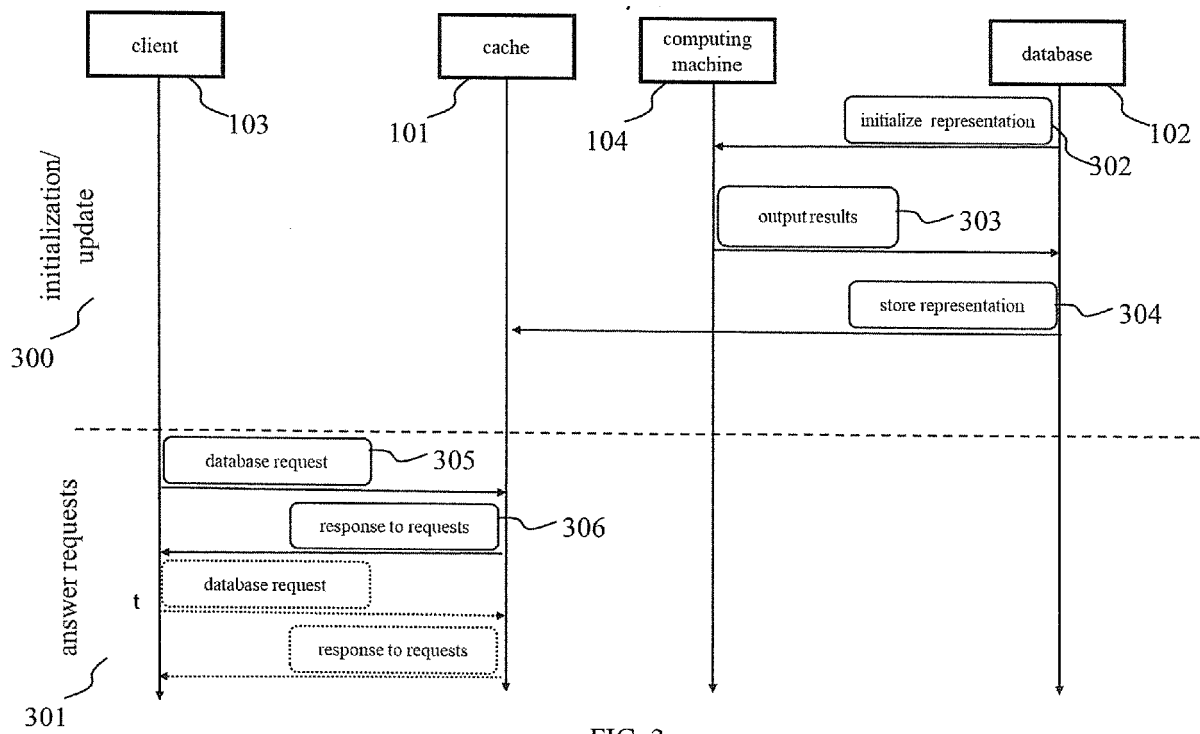 client
cache
computing
machine
database
103
101
104
102
initialize representation
302
output results
303
store representation
304
initialization/
update
300
database request
305
response to requests
306
database request
t
response to requests
answer requests
301